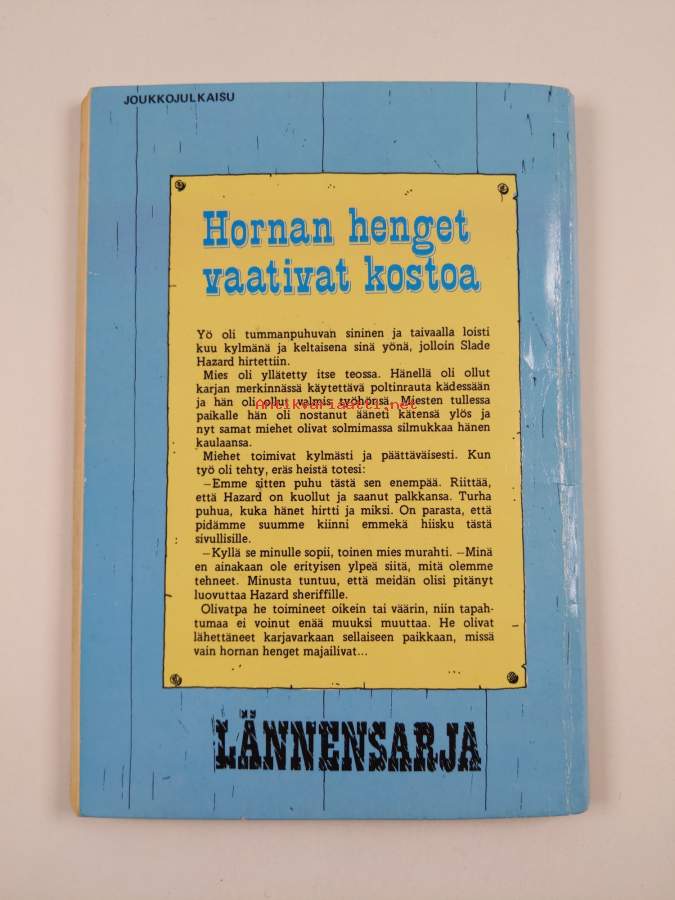 JOUKKOJULKAISU
Hornan henget
vaativat kostoa
Yö oli tummanpuhuvan sininen ja taivaalla loisti
kuu kylmänä ja keltaisena sinä yönä, jolloin Slade
Hazard hirtettiin.
Mies oli yllätetty itse teossa. Hänellä oli ollut
karjan merkinnässä käytettävä poltinrauta kädessään
ja hän oli ollut valmis työhönsä. Miesten tullessa
Antikvariaatti.net
paikalle hän oli nostanut ääneti kätensä ylös ja
nyt samat miehet olivat solmimassa silmukkaa hänen
kaulaansa.
Miehet toimivat kylmästi ja päättäväisesti. Kun
työ oli tehty, eräs heistä totesi:
—Emme sitten puhu tästä sen enempää. Riittää,
että Hazard on kuollut ja saanut palkkansa. Turha
puhua, kuka hänet hirtti ja miksi. On parasta, että
pidämme suumme kiinni emmekä hiisku tästä
sivullisille.
—Kyllä se minulle sopii, toinen mies murahti. —Minä
en ainakaan ole erityisen ylpeä siitä, mitä olemme
tehneet. Minusta tuntuu, että meidän olisi pitänyt
luovuttaa Hazard sheriffille.
Olivatpa he toimineet oikein tai väärin, niin tapah-
tumaa ei voinut enää muuksi muuttaa. He olivat
lähettäneet karjavarkaan sellaiseen paikkaan, missä
vain hornan henget majailivat...
LÄNNENSARJA